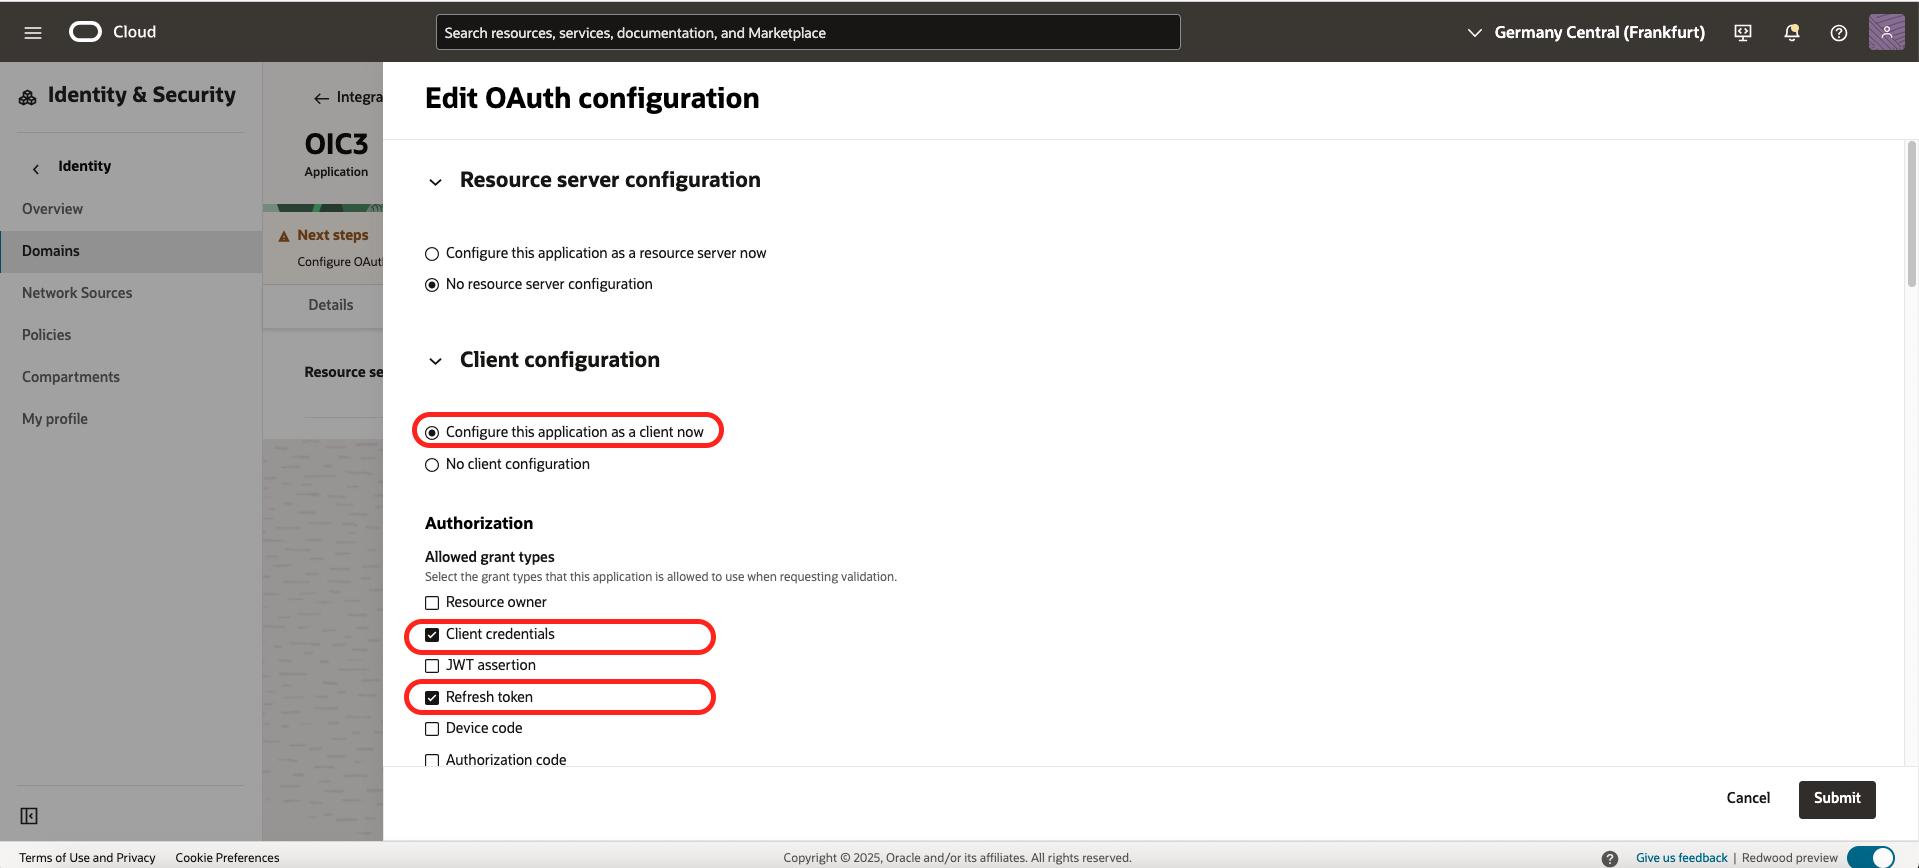 Cloud
Search resources, services, documentation, and Marketplace
Germany Central (Frankfurt)
Identity & Security
Identity
Overview
Domains
Network Sources
Policies
Compartments
My profile
Integra
OIC3
Application
Next steps
Configure OAut
Details
Resource se
Edit OAuth configuration
Resource server configuration
Configure this application as a resource server now
No resource server configuration
Client configuration
Configure this application as a client now
No client configuration
Authorization
Allowed grant types
Select the grant types that this application is allowed to use when requesting validation.
Resource owner
Client credentials
JWT assertion
Refresh token
Device code
Authorization code
Cancel
Submit
Terms of Use and Privacy
Cookie Preferences
Copyright © 2025, Oracle and/or its affiliates. All rights reserved.
Give us feedback | Redwood preview